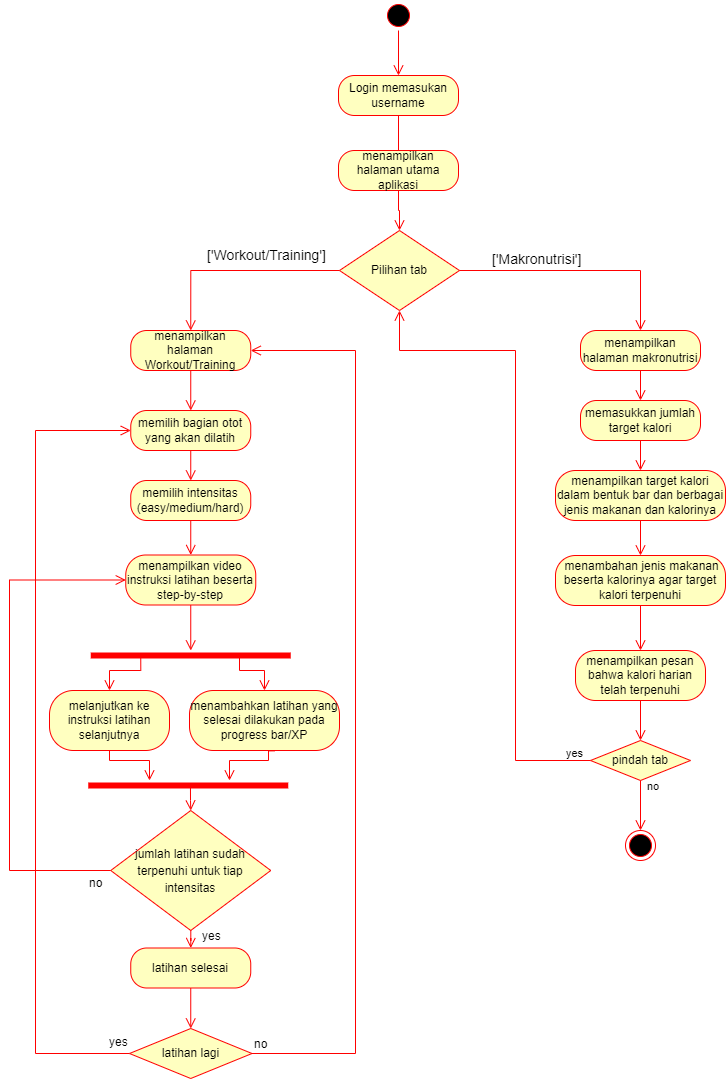 Login memasukan
username
menampilkan
halaman utama
aplikasi
Pilihan tab
['Workout/Training']
['Makronutrisi']
menampilkan
halaman
Workout/Training
memilih bagian otot
yang akan dilatih
memilih intensitas
(easy/medium/hard)
menampilkan video
instruksi latihan beserta
step-by-step
melanjutkan ke
instruksi latihan
selanjutnya
menambahkan latihan yang
selesai dilakukan pada
progress bar/XP
jumlah latihan sudah
terpenuhi untuk tiap
intensitas
no
yes
latihan selesai
latihan lagi
yes
no
menampilkan
halaman makronutrisi
memasukkan jumlah
target kalori
menampilkan target kalori
dalam bentuk bar dan berbagai
jenis makanan dan kalorinya
menambahan jenis makanan
beserta kalorinya agar target
kalori terpenuhi
menampilkan pesan
bahwa kalori harian
telah terpenuhi
pindah tab
yes
no